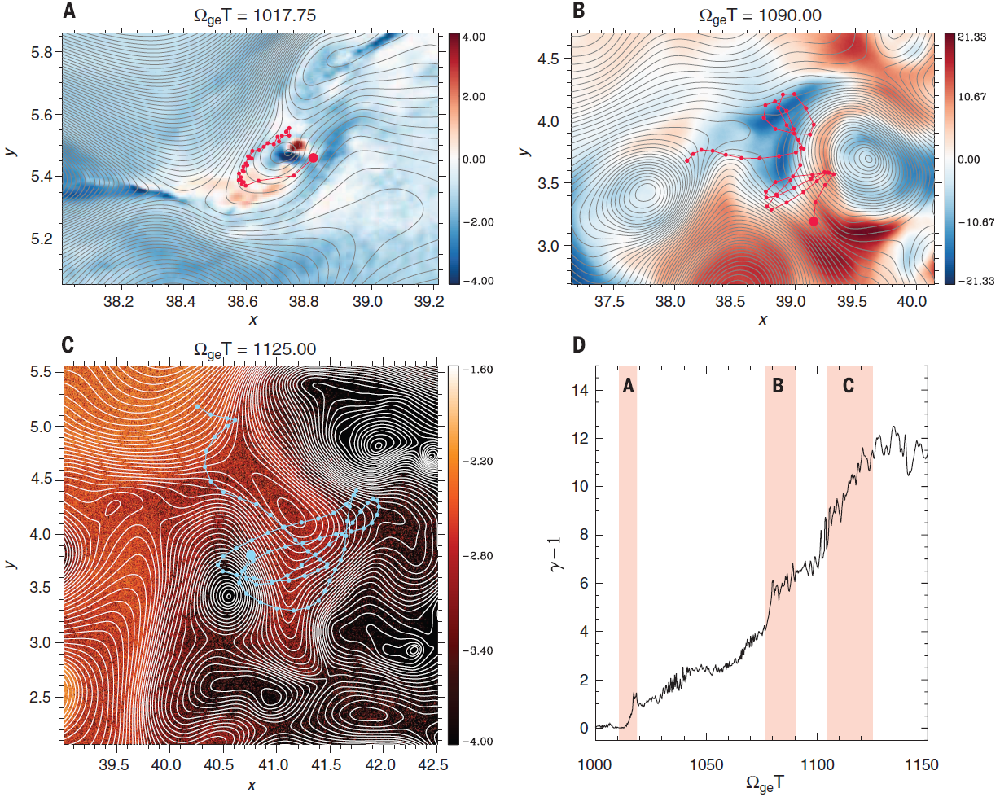 A
Ω_ge T = 1017.75
5.8
5.6
5.4
5.2
y
38.2 38.4 38.6 38.8 39.0 39.2
x
4.00
2.00
0.00
−2.00
−4.00
B
Ω_ge T = 1090.00
4.5
4.0
3.5
3.0
y
37.5 38.0 38.5 39.0 39.5 40.0
x
21.33
10.67
0.00
−10.67
−21.33
C
Ω_ge T = 1125.00
5.5
5.0
4.5
4.0
3.5
3.0
2.5
y
39.5 40.0 40.5 41.0 41.5 42.0 42.5
x
−1.60
−2.20
−2.80
−3.40
−4.00
D
A B C
14
12
10
8
6
4
2
0
γ − 1
1000 1050 1100 1150
Ω_ge T